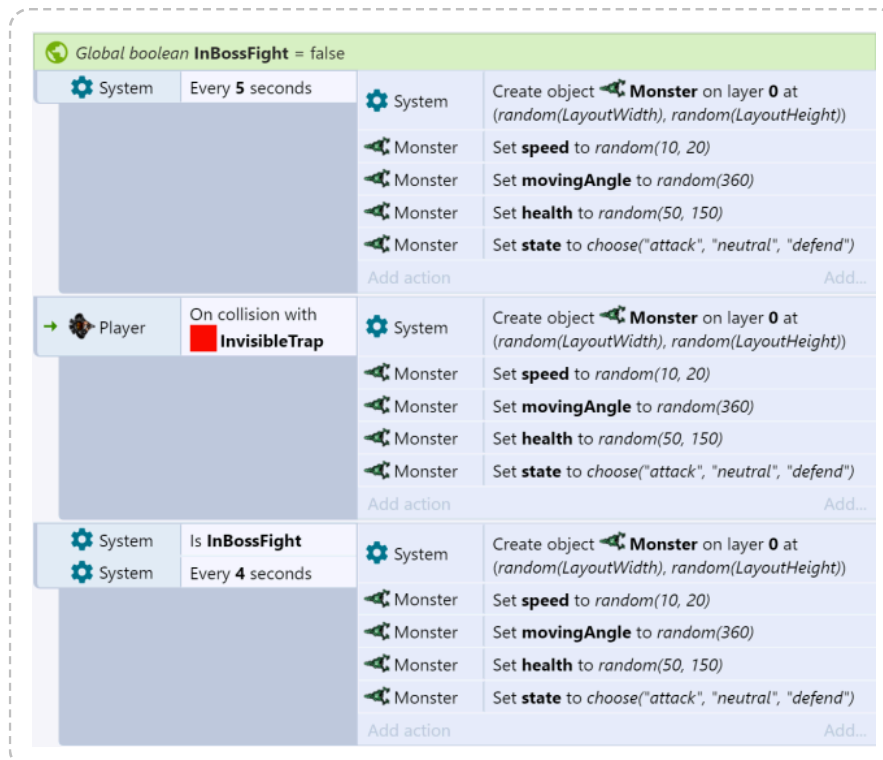 Global boolean InBossFight = false
System Every 5 seconds
System Create object Monster on layer 0 at
(random(LayoutWidth), random(LayoutHeight))
Monster Set speed to random(10, 20)
Monster Set movingAngle to random(360)
Monster Set health to random(50, 150)
Monster Set state to choose("attack", "neutral", "defend")
Add action Add...
Player On collision with
InvisibleTrap
System Create object Monster on layer 0 at
(random(LayoutWidth), random(LayoutHeight))
Monster Set speed to random(10, 20)
Monster Set movingAngle to random(360)
Monster Set health to random(50, 150)
Monster Set state to choose("attack", "neutral", "defend")
Add action Add...
System Is InBossFight
System Every 4 seconds
System Create object Monster on layer 0 at
(random(LayoutWidth), random(LayoutHeight))
Monster Set speed to random(10, 20)
Monster Set movingAngle to random(360)
Monster Set health to random(50, 150)
Monster Set state to choose("attack", "neutral", "defend")
Add action Add...